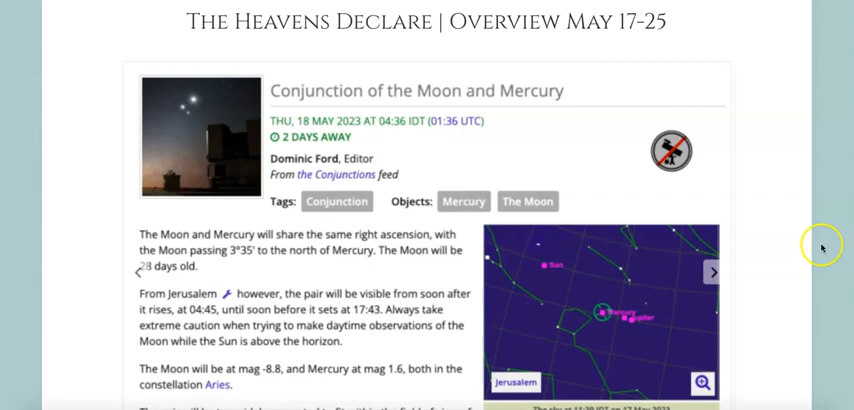 THE HEAVENS DECLARE | OVERVIEW MAY 17-25
Conjunction of the Moon and Mercury
THU, 18 MAY 2023 AT 04:36 IDT (01:36 UTC)
2 DAYS AWAY
Dominic Ford, Editor
From the Conjunctions feed
Tags: Conjunction Objects: Mercury The Moon
The Moon and Mercury will share the same right ascension, with
the Moon passing 3°35' to the north of Mercury. The Moon will be
28 days old.
From Jerusalem however, the pair will be visible from soon after
it rises, at 04:45, until soon before it sets at 17:43. Always take
extreme caution when trying to make daytime observations of the
Moon while the Sun is above the horizon.
The Moon will be at mag -8.8, and Mercury at mag 1.6, both in the
constellation Aries.
Sun
Mercury
Jupiter
Jerusalem